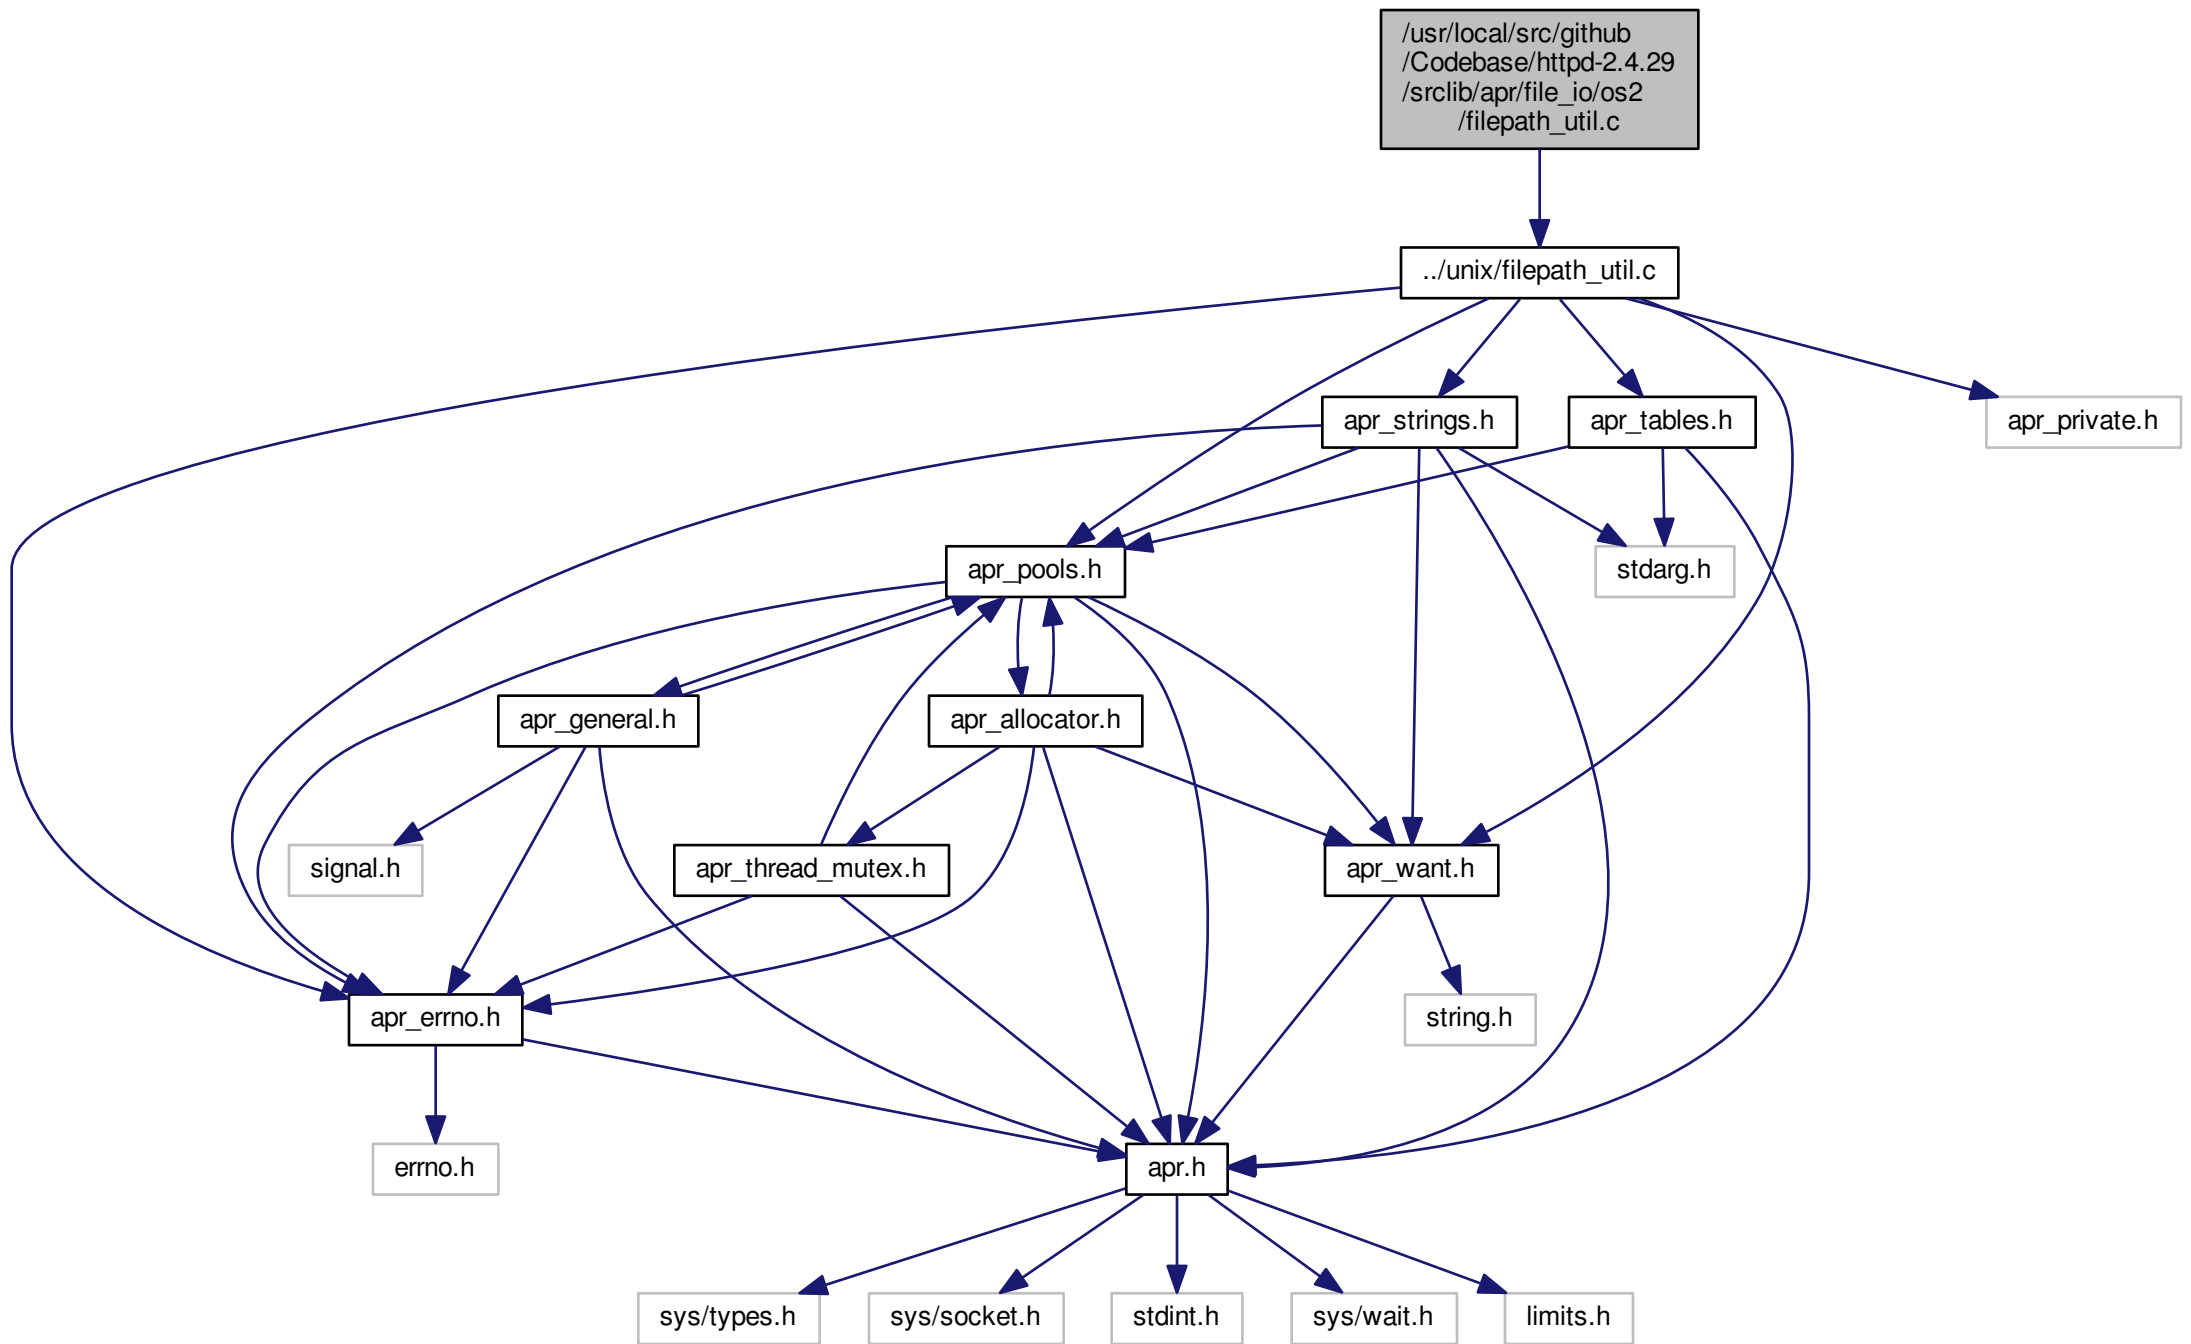 /usr/local/src/github
/Codebase/httpd-2.4.29
/srclib/apr/file_io/os2
/filepath_util.c
../unix/filepath_util.c
apr_strings.h
apr_tables.h
apr_private.h
apr_pools.h
stdarg.h
apr_general.h
apr_allocator.h
signal.h
apr_thread_mutex.h
apr_want.h
apr_errno.h
string.h
errno.h
apr.h
sys/types.h
sys/socket.h
stdint.h
sys/wait.h
limits.h